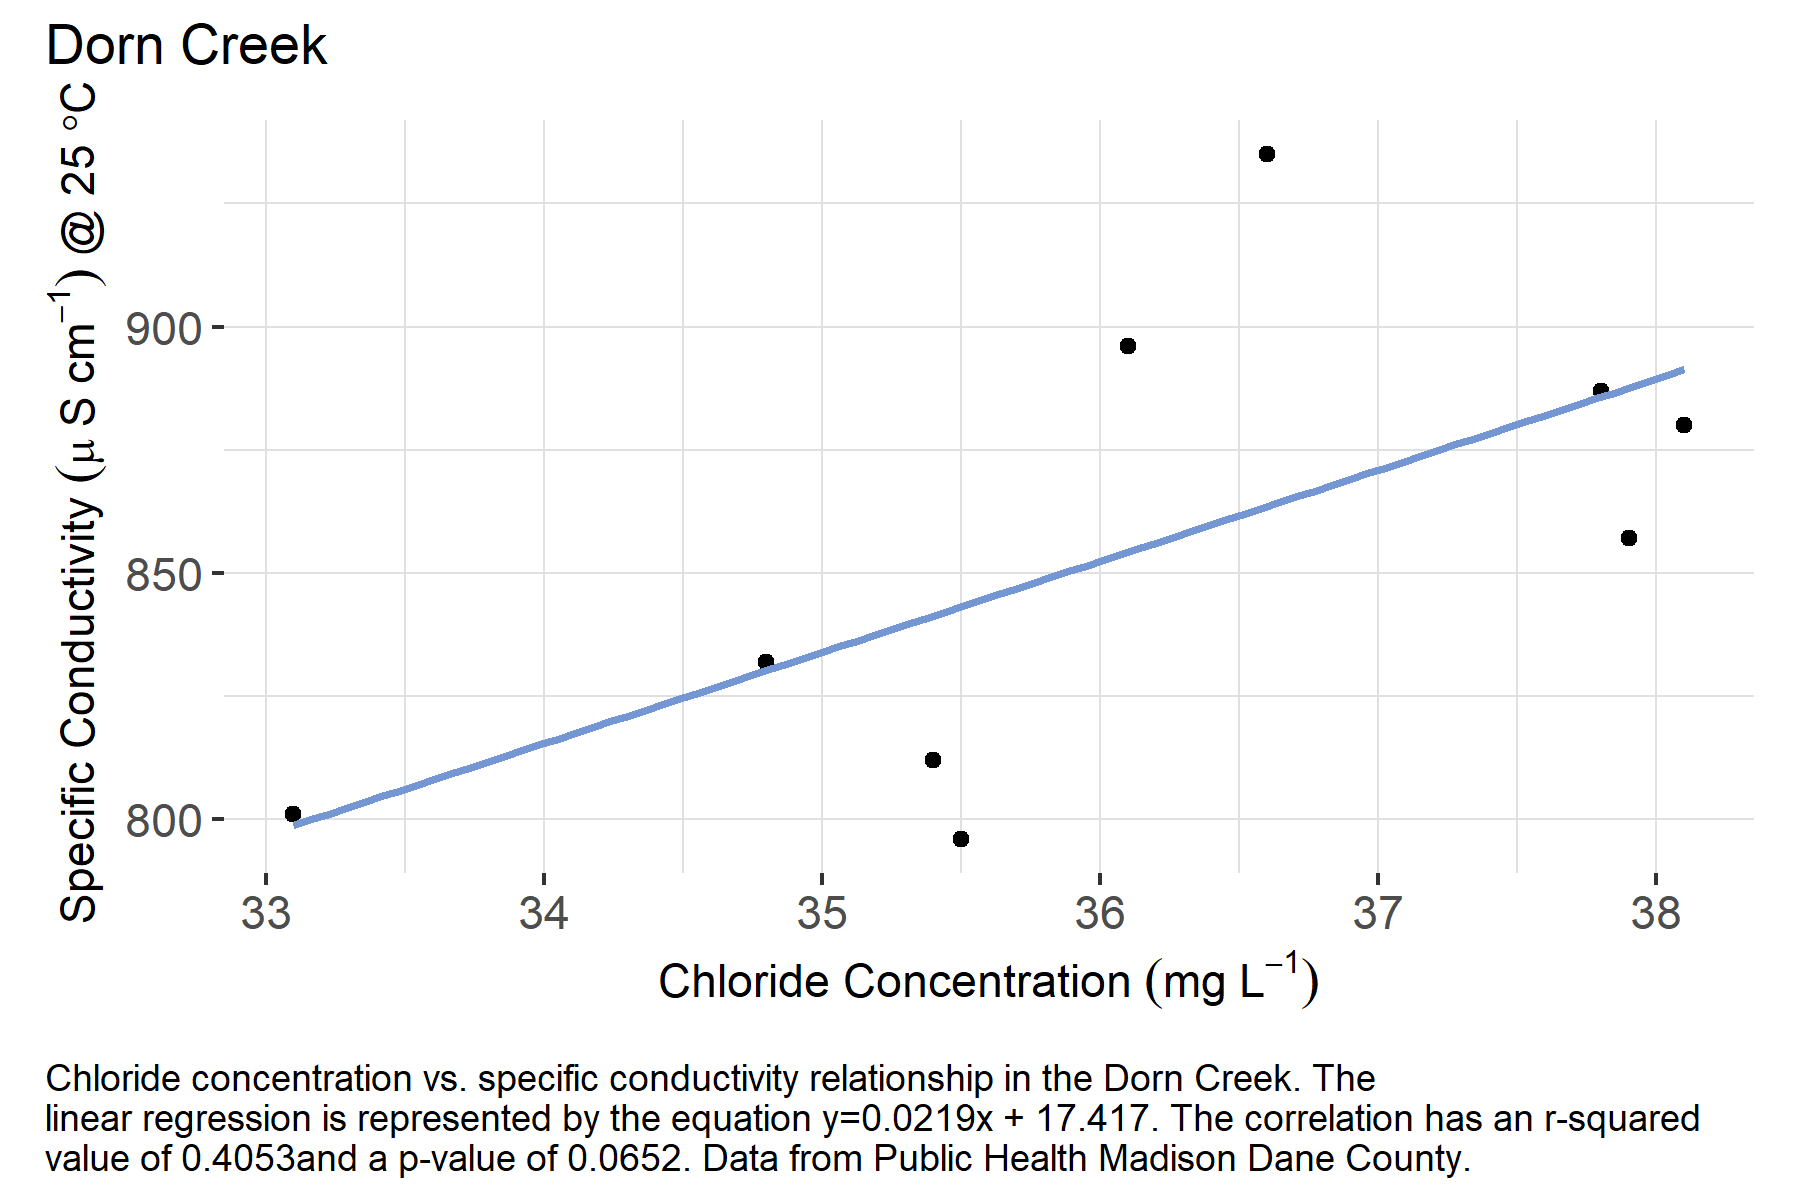 Dorn Creek
Specific Conductivity (μ S cm⁻¹) @ 25 °C
900
850
800
33 34 35 36 37 38
Chloride Concentration (mg L⁻¹)
Chloride concentration vs. specific conductivity relationship in the Dorn Creek. The
linear regression is represented by the equation y=0.0219x + 17.417. The correlation has an r-squared
value of 0.4053and a p-value of 0.0652. Data from Public Health Madison Dane County.